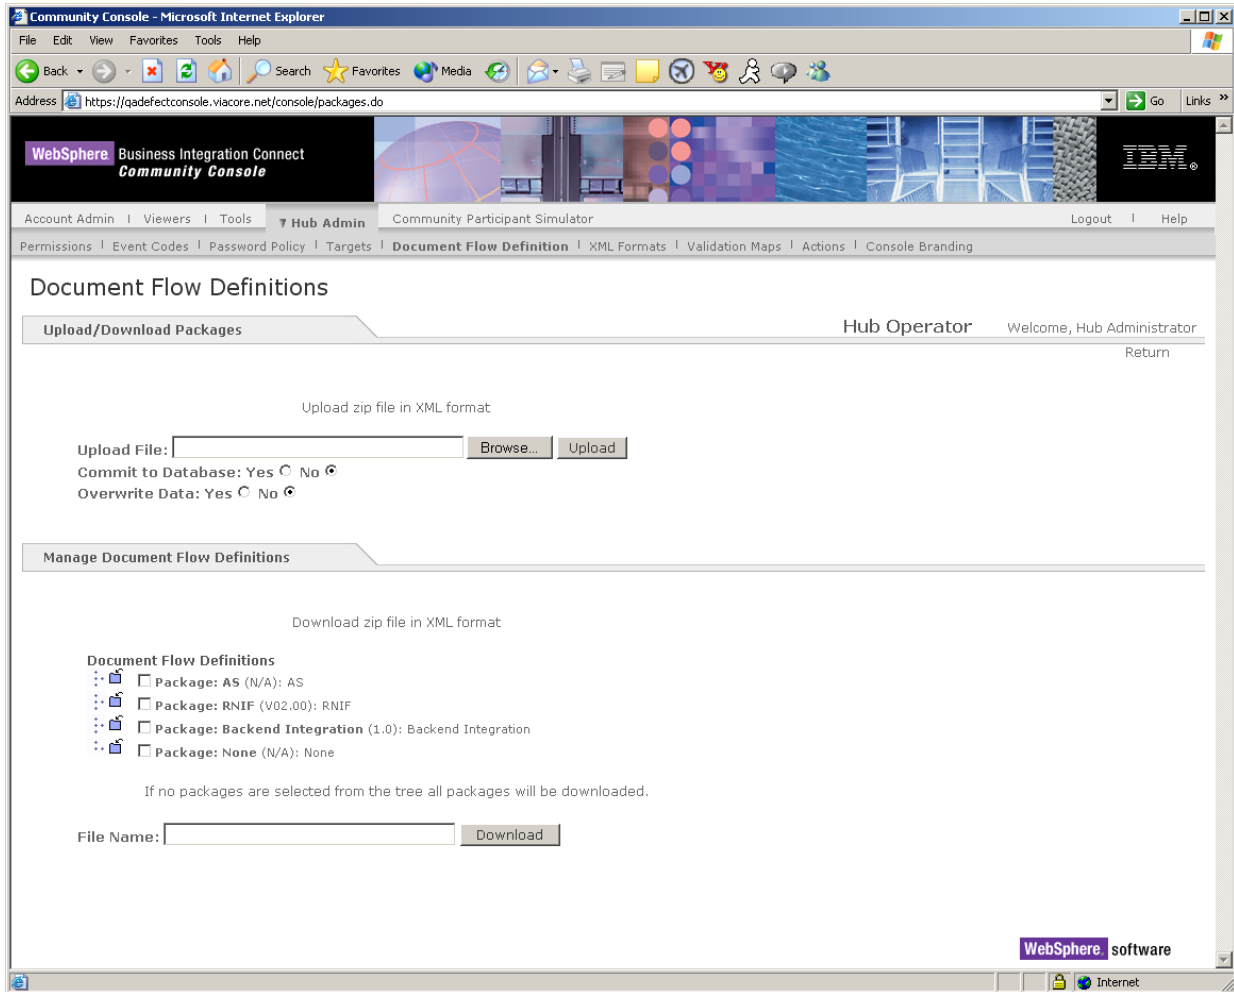 Community Console - Microsoft Internet Explorer
File Edit View Favorites Tools Help
Back Search Favorites Media
Address https://qadefectconsole.viacore.net/console/packages.do Go Links »
WebSphere. Business Integration Connect
Community Console
IBM®
Account Admin | Viewers | Tools Hub Admin Community Participant Simulator Logout | Help
Permissions | Event Codes | Password Policy | Targets | Document Flow Definition | XML Formats | Validation Maps | Actions | Console Branding
Document Flow Definitions
Upload/Download Packages Hub Operator Welcome, Hub Administrator
Return
Upload zip file in XML format
Upload File: Browse... Upload
Commit to Database: Yes No
Overwrite Data: Yes No
Manage Document Flow Definitions
Download zip file in XML format
Document Flow Definitions
Package: AS (N/A): AS
Package: RNIF (V02.00): RNIF
Package: Backend Integration (1.0): Backend Integration
Package: None (N/A): None
If no packages are selected from the tree all packages will be downloaded.
File Name: Download
WebSphere. software
Internet